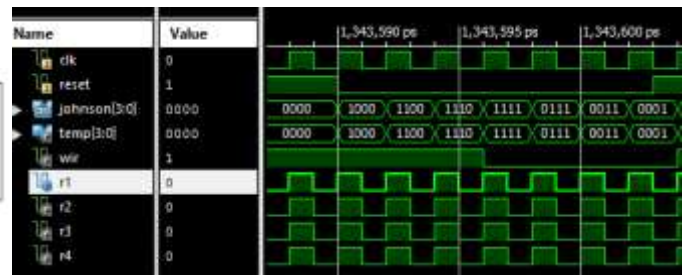 Name Value 1,343,590 ps 1,343,595 ps 1,343,600 ps
clk 0
reset 1
johnson[3:0] 0000 0000 1000 1100 1110 1111 0111 0011 0001
temp[3:0] 0000 0000 1000 1100 1110 1111 0111 0011 0001
wir 1
r1 0
r2 0
r3 0
r4 0